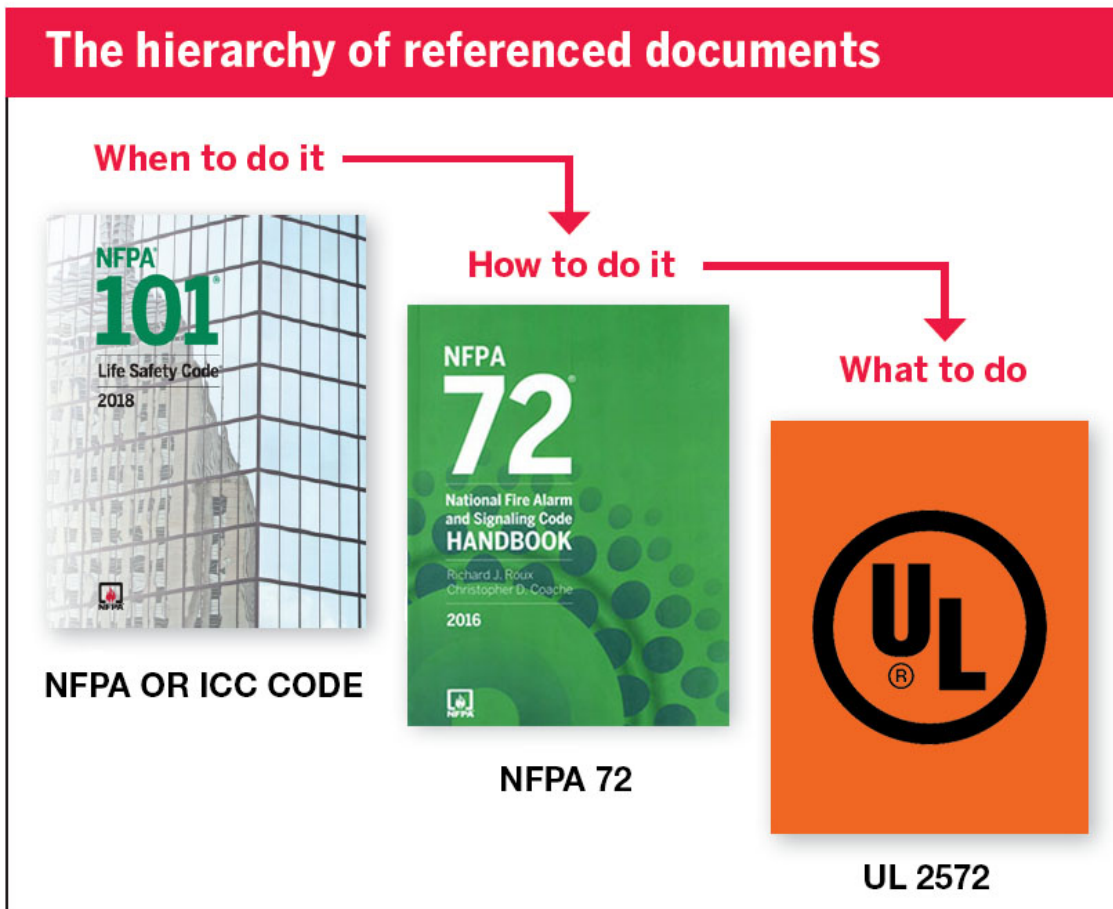 The hierarchy of referenced documents
When to do it
How to do it
What to do
NFPA®
101®
Life Safety Code®
2018
NFPA
NFPA OR ICC CODE
NFPA
72®
National Fire Alarm
and Signaling Code
HANDBOOK
Richard J. Roux
Christopher D. Coache
2016
NFPA
NFPA 72
UL
®
UL 2572